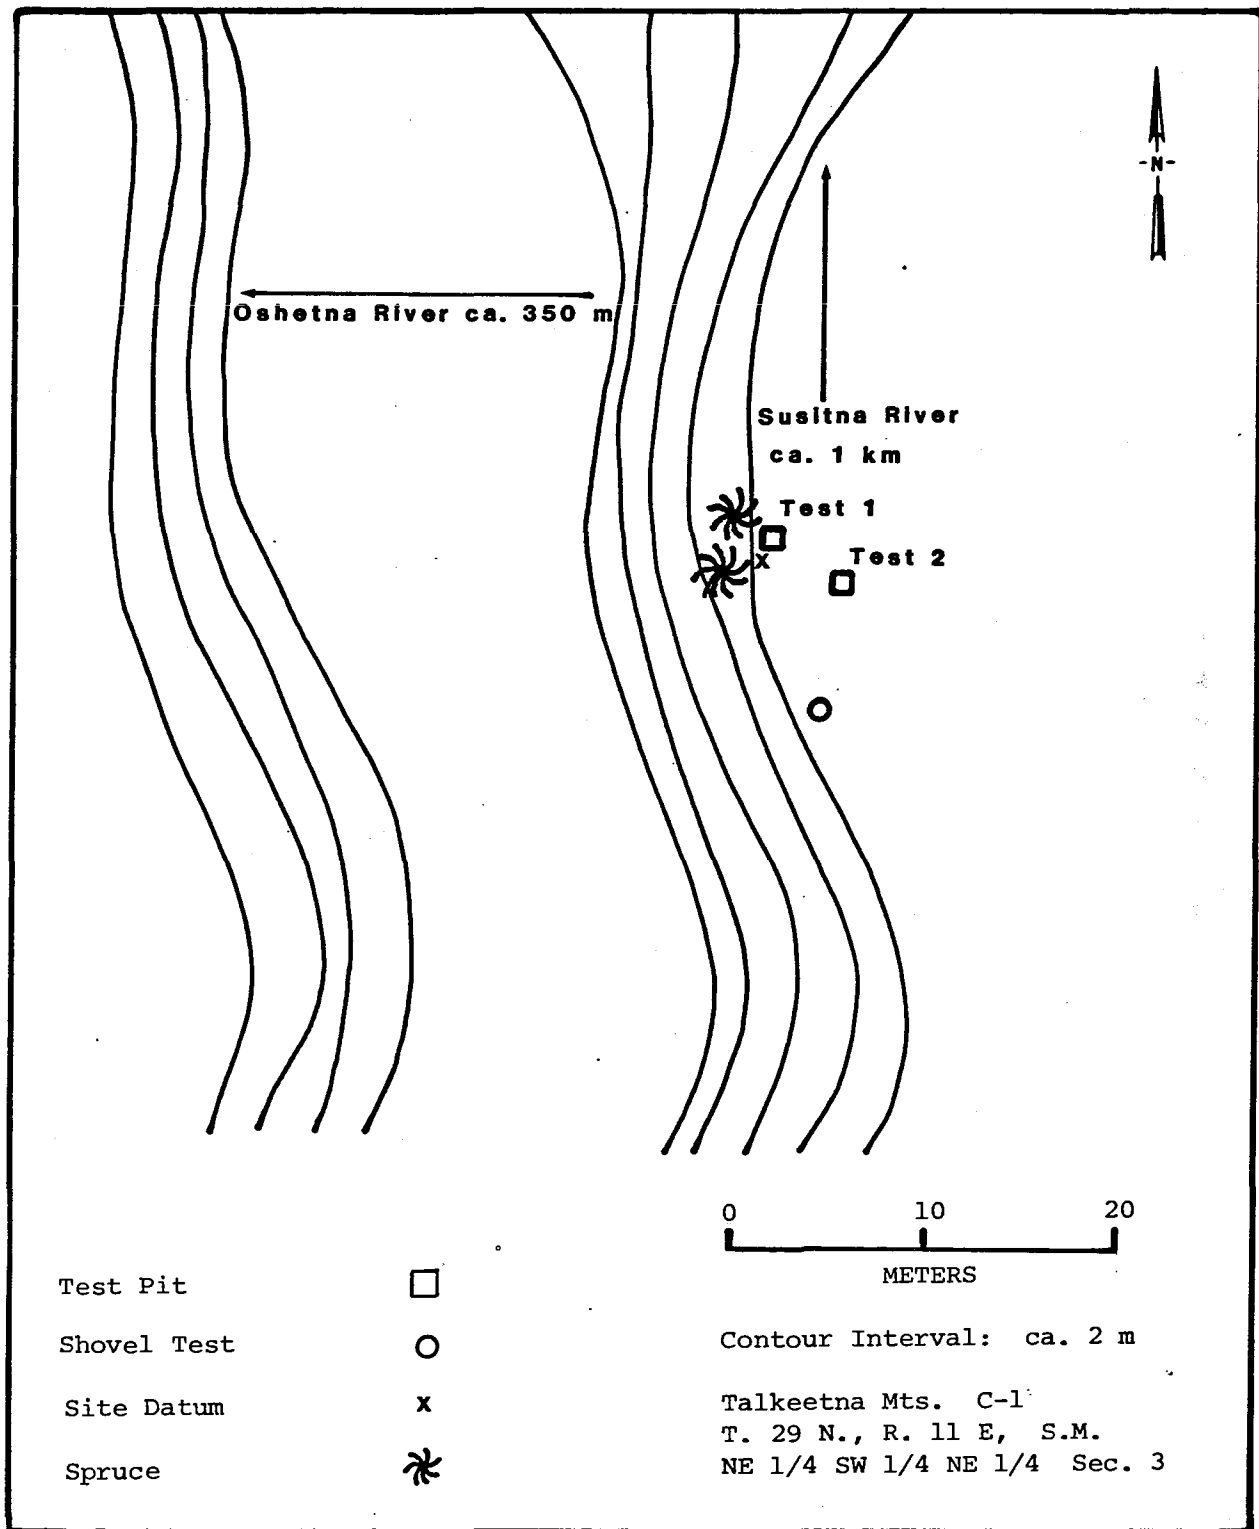 -N-
Oshetna River ca. 350 m
Susitna River
ca. 1 km
Test 1
x
Test 2
0 10 20
METERS
Test Pit
Shovel Test
Site Datum x
Spruce
Contour Interval: ca. 2 m
Talkeetna Mts. C-1
T. 29 N., R. 11 E, S.M.
NE 1/4 SW 1/4 NE 1/4 Sec. 3